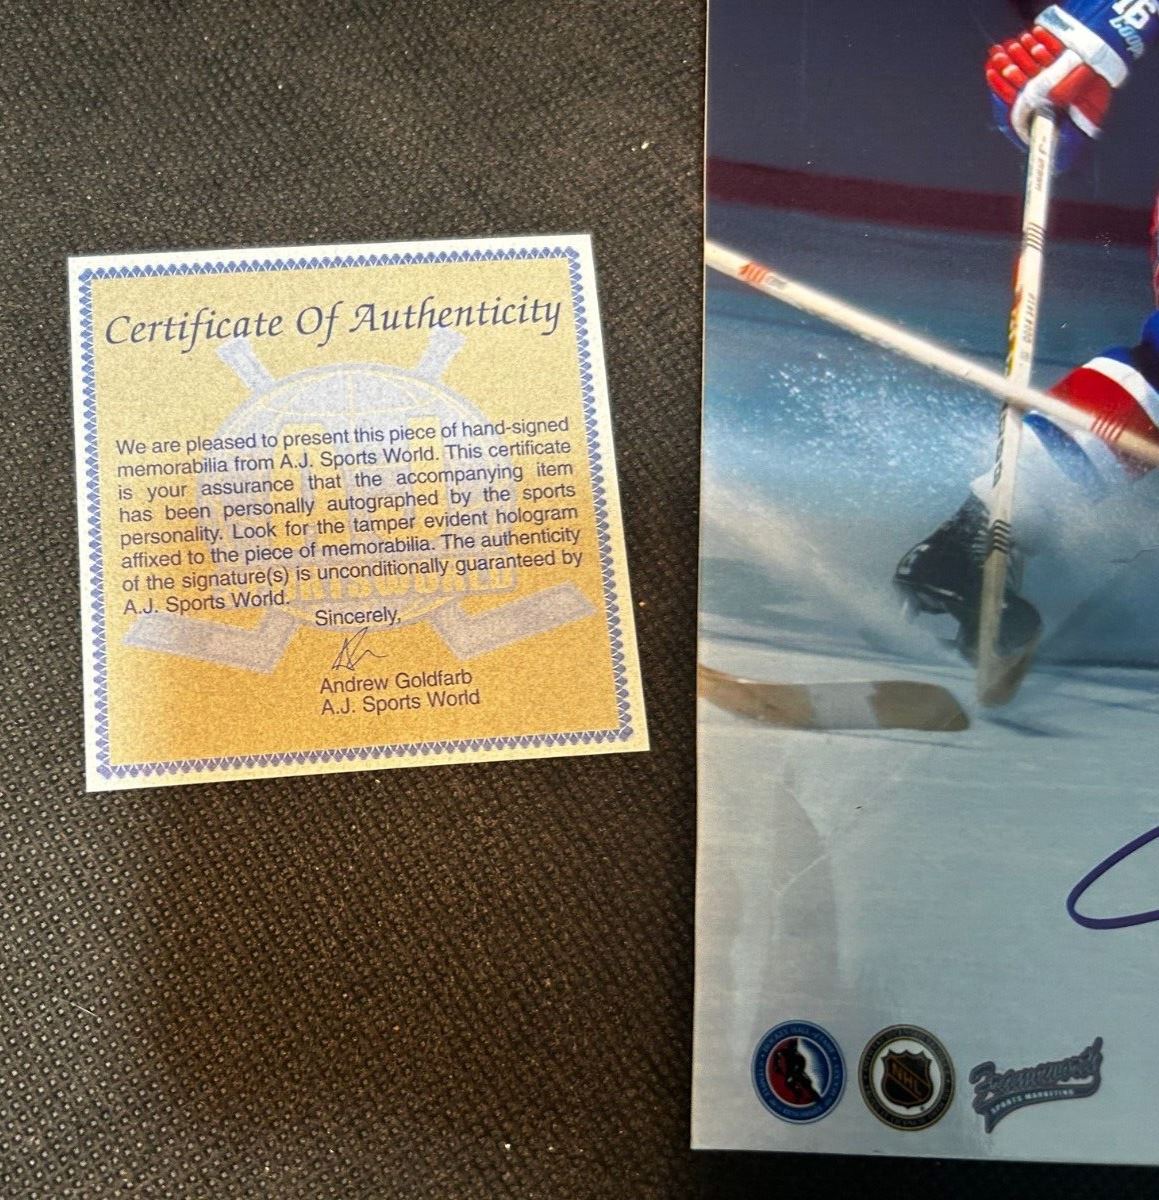 Certificate Of Authenticity
We are pleased to present this piece of hand-signed
memorabilia from A.J. Sports World. This certificate
is your assurance that the accompanying item
has been personally autographed by the sports
personality. Look for the tamper evident hologram
affixed to the piece of memorabilia. The authenticity
of the signature(s) is unconditionally guaranteed by
A.J. Sports World.
Sincerely,
Andrew Goldfarb
A.J. Sports World
16
NHL
Frameworth
SPORTS MARKETING